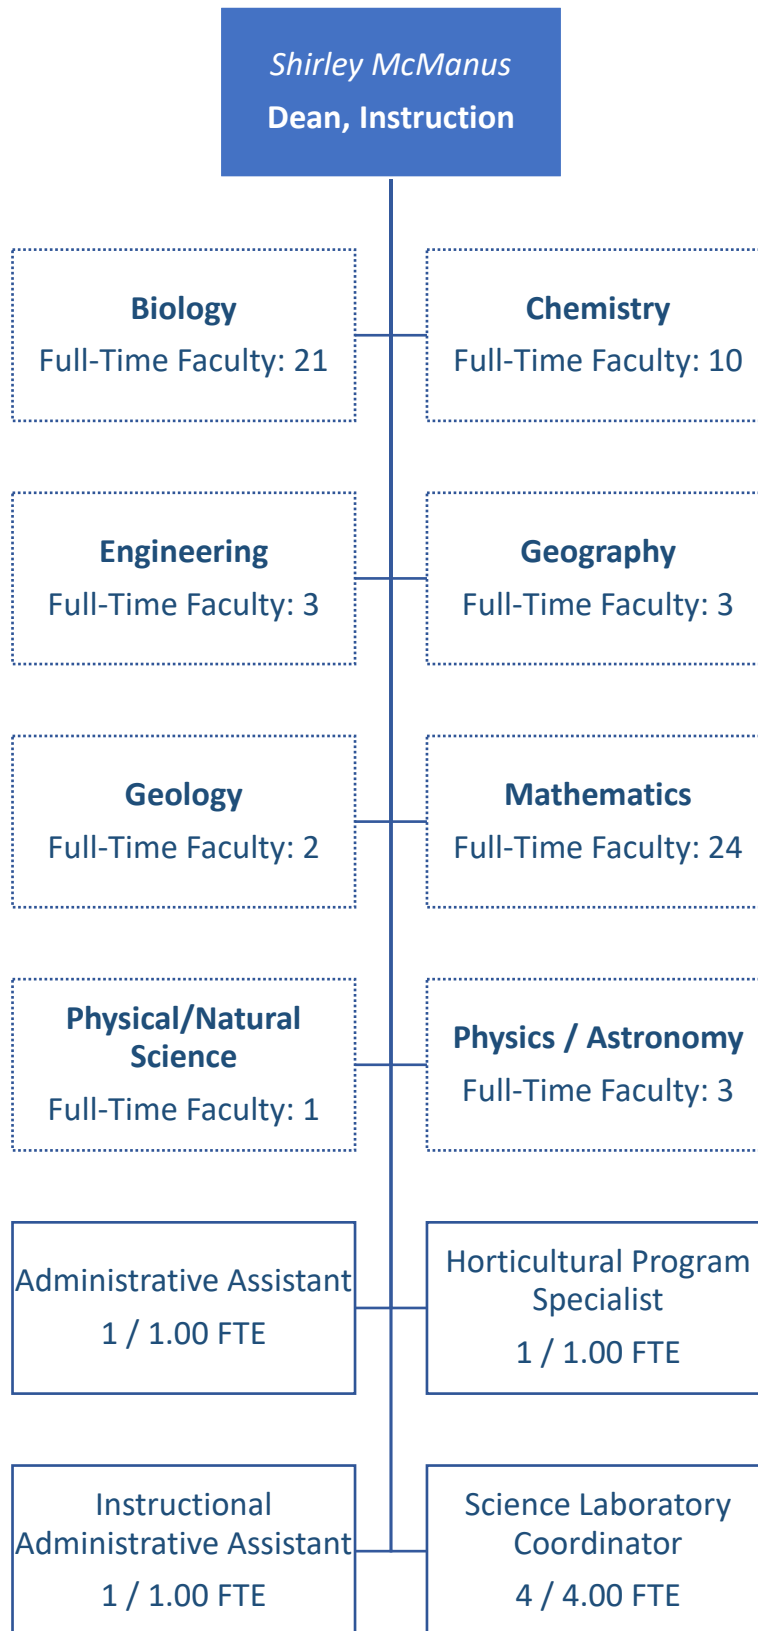 Shirley McManus
Dean, Instruction
Biology
Full-Time Faculty: 21
Chemistry
Full-Time Faculty: 10
Engineering
Full-Time Faculty: 3
Geography
Full-Time Faculty: 3
Geology
Full-Time Faculty: 2
Mathematics
Full-Time Faculty: 24
Physical/Natural
Science
Full-Time Faculty: 1
Physics / Astronomy
Full-Time Faculty: 3
Administrative Assistant
1 / 1.00 FTE
Horticultural Program
Specialist
1 / 1.00 FTE
Instructional
Administrative Assistant
1 / 1.00 FTE
Science Laboratory
Coordinator
4 / 4.00 FTE